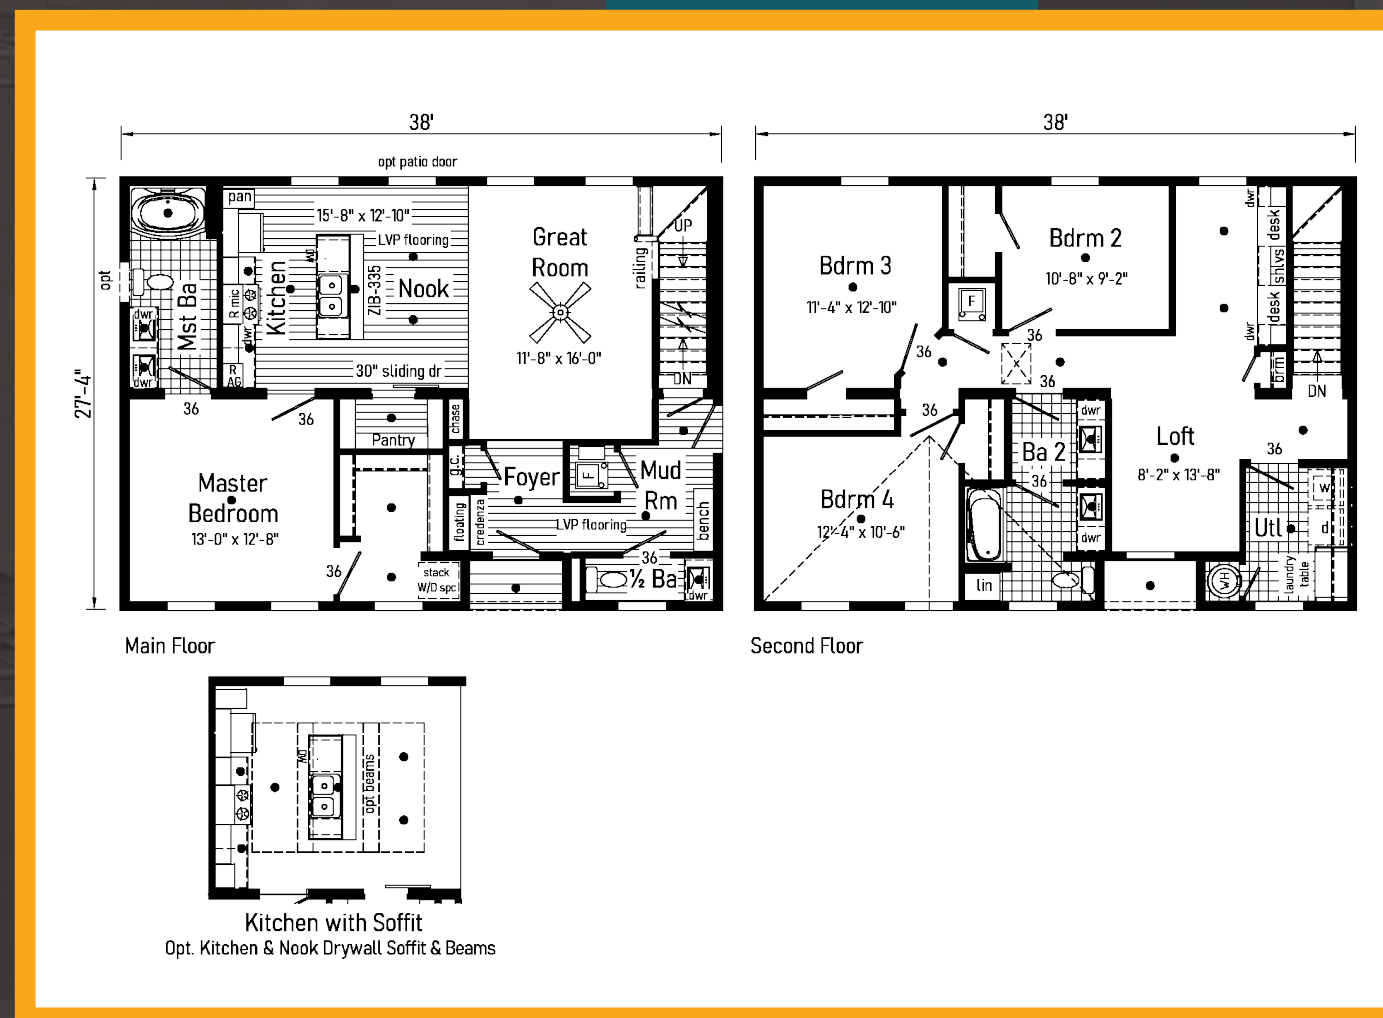 38'
opt patio door
27'-4"
pan
15'-8" x 12'-10"
LVP flooring
DW
Kitchen
ZIB-335
Nook
Great
Room
11'-8" x 16'-0"
railing
UP
DN
opt
Mst Ba
dwr
dwr
R mic
dwr
R
AG
30" sliding dr
36
36
Pantry
chase
g.c.
Foyer
F
Mud
Rm
Master
Bedroom
13'-0" x 12'-8"
floating
credenza
LVP flooring
bench
36
36
stack
W/D spc
½ Ba
dwr
Main Floor
38'
Bdrm 3
11'-4" x 12'-10"
Bdrm 2
10'-8" x 9'-2"
F
dwr
desk
shlvs
desk
dwr
brm
DN
36
36
36
36
36
Ba 2
36
dwr
dwr
Loft
8'-2" x 13'-8"
Bdrm 4
12'-4" x 10'-6"
lin
Utl
w
d
WH
laundry
table
Second Floor
DW
opt beams
Kitchen with Soffit
Opt. Kitchen & Nook Drywall Soffit & Beams